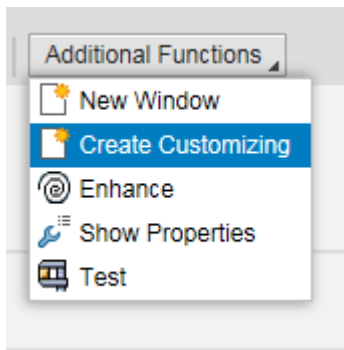 Additional Functions
New Window
Create Customizing
Enhance
Show Properties
Test